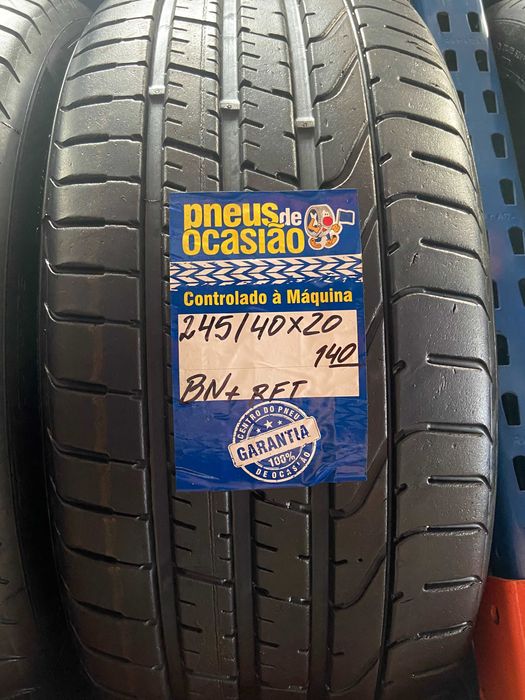 pneus de
ocasião
Controlado à Máquina
245/40x20
140
BN+ RFT
CENTRO DO PNEU
GARANTIA
100%
DE OCASIÃO